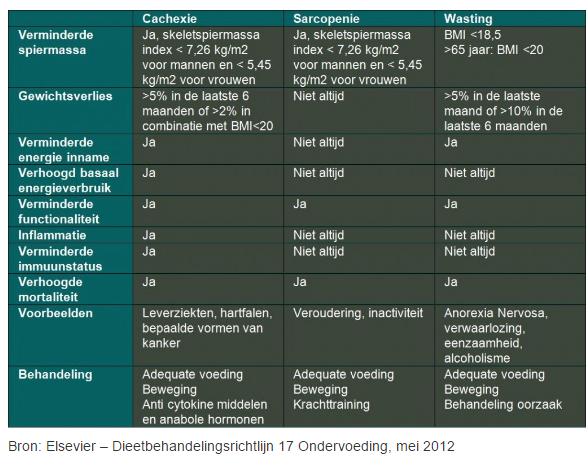 Cachexie Sarcopenie Wasting
Verminderde spiermassa
Ja, skeletspiermassa
index < 7,26 kg/m2
voor mannen en < 5,45
kg/m2 voor vrouwen
Ja, skeletspiermassa
index < 7,26 kg/m2
voor mannen en < 5,45
kg/m2 voor vrouwen
BMI <18,5
>65 jaar: BMI <20
Gewichtsverlies
>5% in de laatste 6
maanden of >2% in
combinatie met BMI<20
Niet altijd
>5% in de laatste
maand of >10% in de
laatste 6 maanden
Verminderde
energie inname
Ja
Niet altijd
Ja
Verhoogd basaal
energieverbruik
Ja
Niet altijd
Niet altijd
Verminderde
functionaliteit
Ja
Ja
Ja
Inflammatie
Ja
Niet altijd
Niet altijd
Verminderde
immuunstatus
Ja
Niet altijd
Niet altijd
Verhoogde
mortaliteit
Ja
Ja
Ja
Voorbeelden
Leverziekten, hartfalen,
bepaalde vormen van
kanker
Veroudering, inactiviteit
Anorexia Nervosa,
verwaarlozing,
eenzaamheid,
alcoholisme
Behandeling
Adequate voeding
Beweging
Anti cytokine middelen
en anabole hormonen
Adequate voeding
Beweging
Krachttraining
Adequate voeding
Beweging
Behandeling oorzaak
Bron: Elsevier – Dieetbehandelingsrichtlijn 17 Ondervoeding, mei 2012